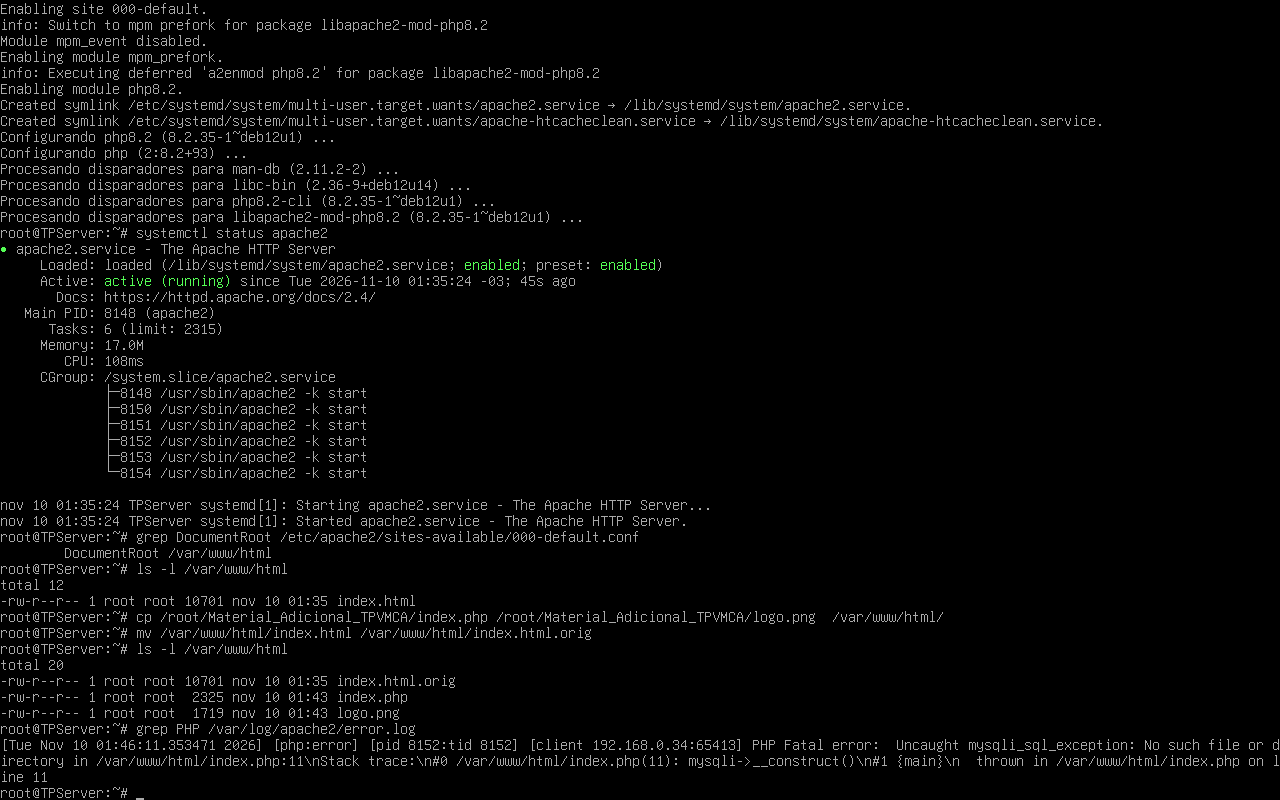 Enabling site 000-default.
info: Switch to mpm prefork for package libapache2-mod-php8.2
Module mpm_event disabled.
Enabling module mpm_prefork.
info: Executing deferred 'a2enmod php8.2' for package libapache2-mod-php8.2
Enabling module php8.2.
Created symlink /etc/systemd/system/multi-user.target.wants/apache2.service → /lib/systemd/system/apache2.service.
Created symlink /etc/systemd/system/multi-user.target.wants/apache-htcacheclean.service → /lib/systemd/system/apache-htcacheclean.service.
Configurando php8.2 (8.2.35-1~deb12u1) ...
Configurando php (2:8.2+93) ...
Procesando disparadores para man-db (2.11.2-2) ...
Procesando disparadores para libc-bin (2.36-9+deb12u14) ...
Procesando disparadores para php8.2-cli (8.2.35-1~deb12u1) ...
Procesando disparadores para libapache2-mod-php8.2 (8.2.35-1~deb12u1) ...
root@TPServer:~# systemctl status apache2
● apache2.service - The Apache HTTP Server
     Loaded: loaded (/lib/systemd/system/apache2.service; enabled; preset: enabled)
     Active: active (running) since Tue 2026-11-10 01:35:24 -03; 45s ago
       Docs: https://httpd.apache.org/docs/2.4/
   Main PID: 8148 (apache2)
      Tasks: 6 (limit: 2315)
     Memory: 17.0M
        CPU: 108ms
     CGroup: /system.slice/apache2.service
             ├─8148 /usr/sbin/apache2 -k start
             ├─8150 /usr/sbin/apache2 -k start
             ├─8151 /usr/sbin/apache2 -k start
             ├─8152 /usr/sbin/apache2 -k start
             ├─8153 /usr/sbin/apache2 -k start
             └─8154 /usr/sbin/apache2 -k start
nov 10 01:35:24 TPServer systemd[1]: Starting apache2.service - The Apache HTTP Server...
nov 10 01:35:24 TPServer systemd[1]: Started apache2.service - The Apache HTTP Server.
root@TPServer:~# grep DocumentRoot /etc/apache2/sites-available/000-default.conf
        DocumentRoot /var/www/html
root@TPServer:~# ls -l /var/www/html
total 12
-rw-r--r-- 1 root root 10701 nov 10 01:35 index.html
root@TPServer:~# cp /root/Material_Adicional_TPVMCA/index.php /root/Material_Adicional_TPVMCA/logo.png  /var/www/html/
root@TPServer:~# mv /var/www/html/index.html /var/www/html/index.html.orig
root@TPServer:~# ls -l /var/www/html
total 20
-rw-r--r-- 1 root root 10701 nov 10 01:35 index.html.orig
-rw-r--r-- 1 root root  2325 nov 10 01:43 index.php
-rw-r--r-- 1 root root  1719 nov 10 01:43 logo.png
root@TPServer:~# grep PHP /var/log/apache2/error.log
[Tue Nov 10 01:46:11.353471 2026] [php:error] [pid 8152:tid 8152] [client 192.168.0.34:65413] PHP Fatal error:  Uncaught mysqli_sql_exception: No such file or d
irectory in /var/www/html/index.php:11\nStack trace:\n#0 /var/www/html/index.php(11): mysqli->__construct()\n#1 {main}\n  thrown in /var/www/html/index.php on l
ine 11
root@TPServer:~# _